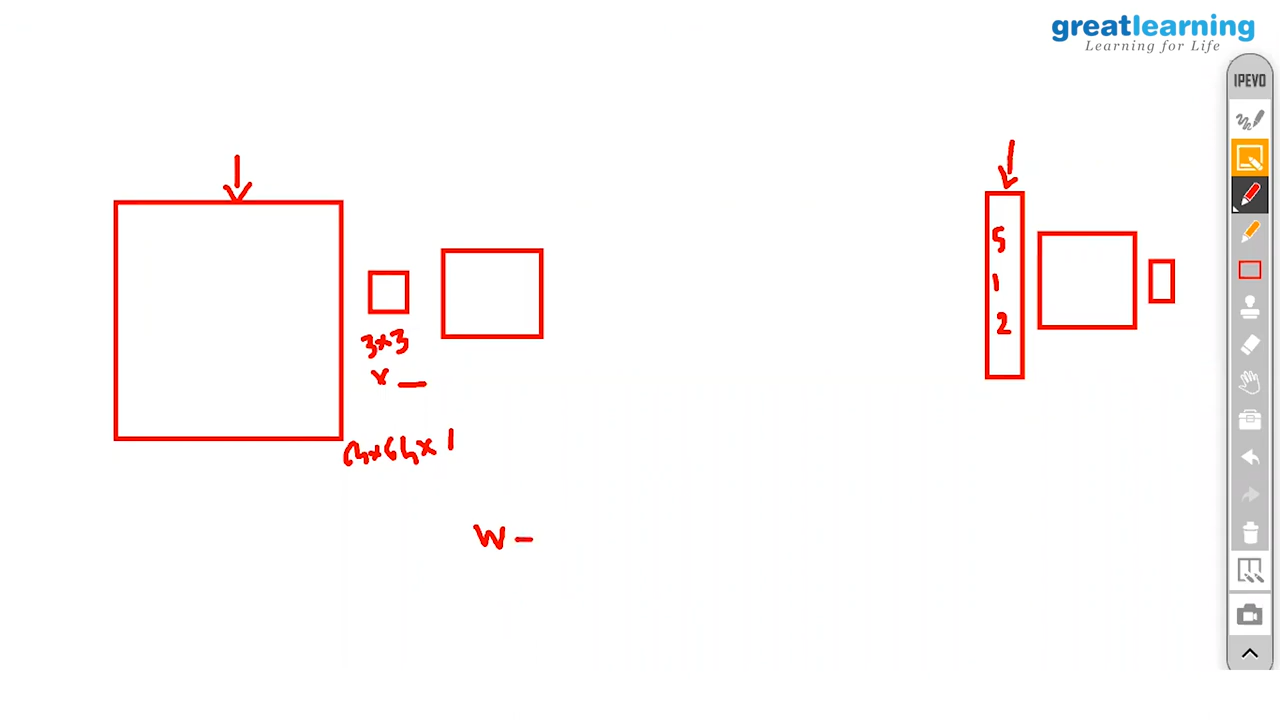 greatlearning
Learning for Life
IPEVO
5
1
2
3x3
x _
64x64x1
W -